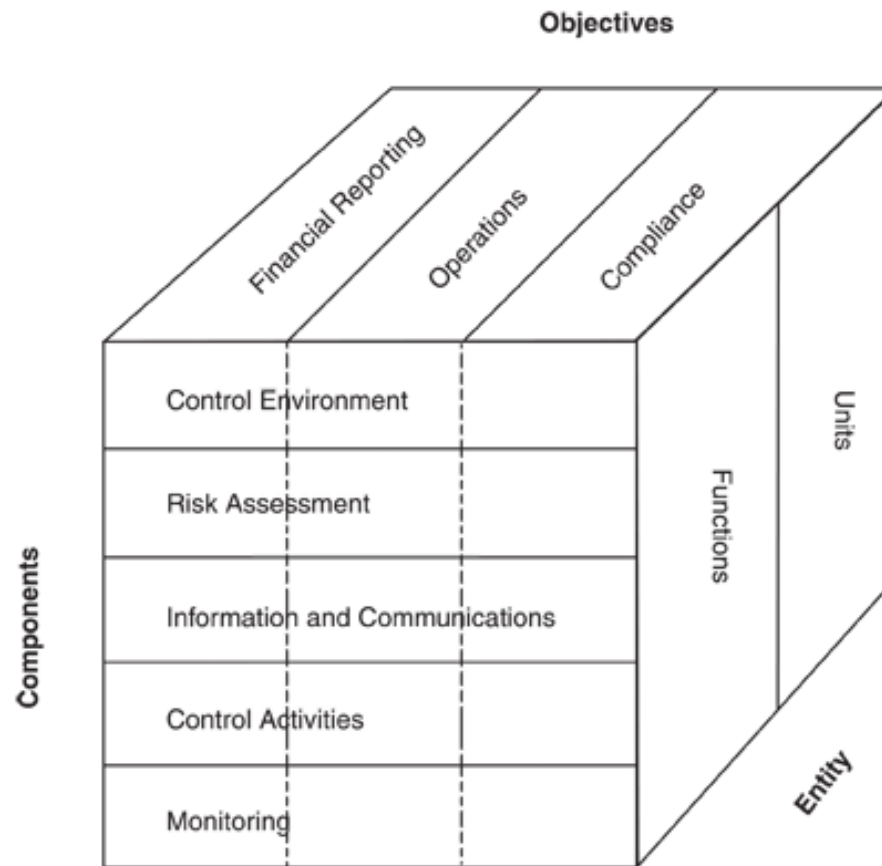 Objectives
Financial Reporting
Operations
Compliance
Control Environment
Risk Assessment
Information and Communications
Control Activities
Monitoring
Components
Functions
Units
Entity